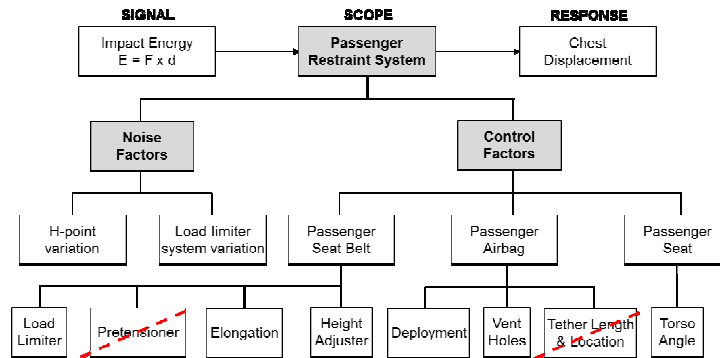 SIGNAL
SCOPE
RESPONSE
Impact Energy
E = F x d
Passenger
Restraint System
Chest
Displacement
Noise
Factors
Control
Factors
H-point
variation
Load limiter
system variation
Passenger
Seat Belt
Passenger
Airbag
Passenger
Seat
Load
Limiter
Pretensioner
Elongation
Height
Adjuster
Deployment
Vent
Holes
Tether Length
& Location
Torso
Angle